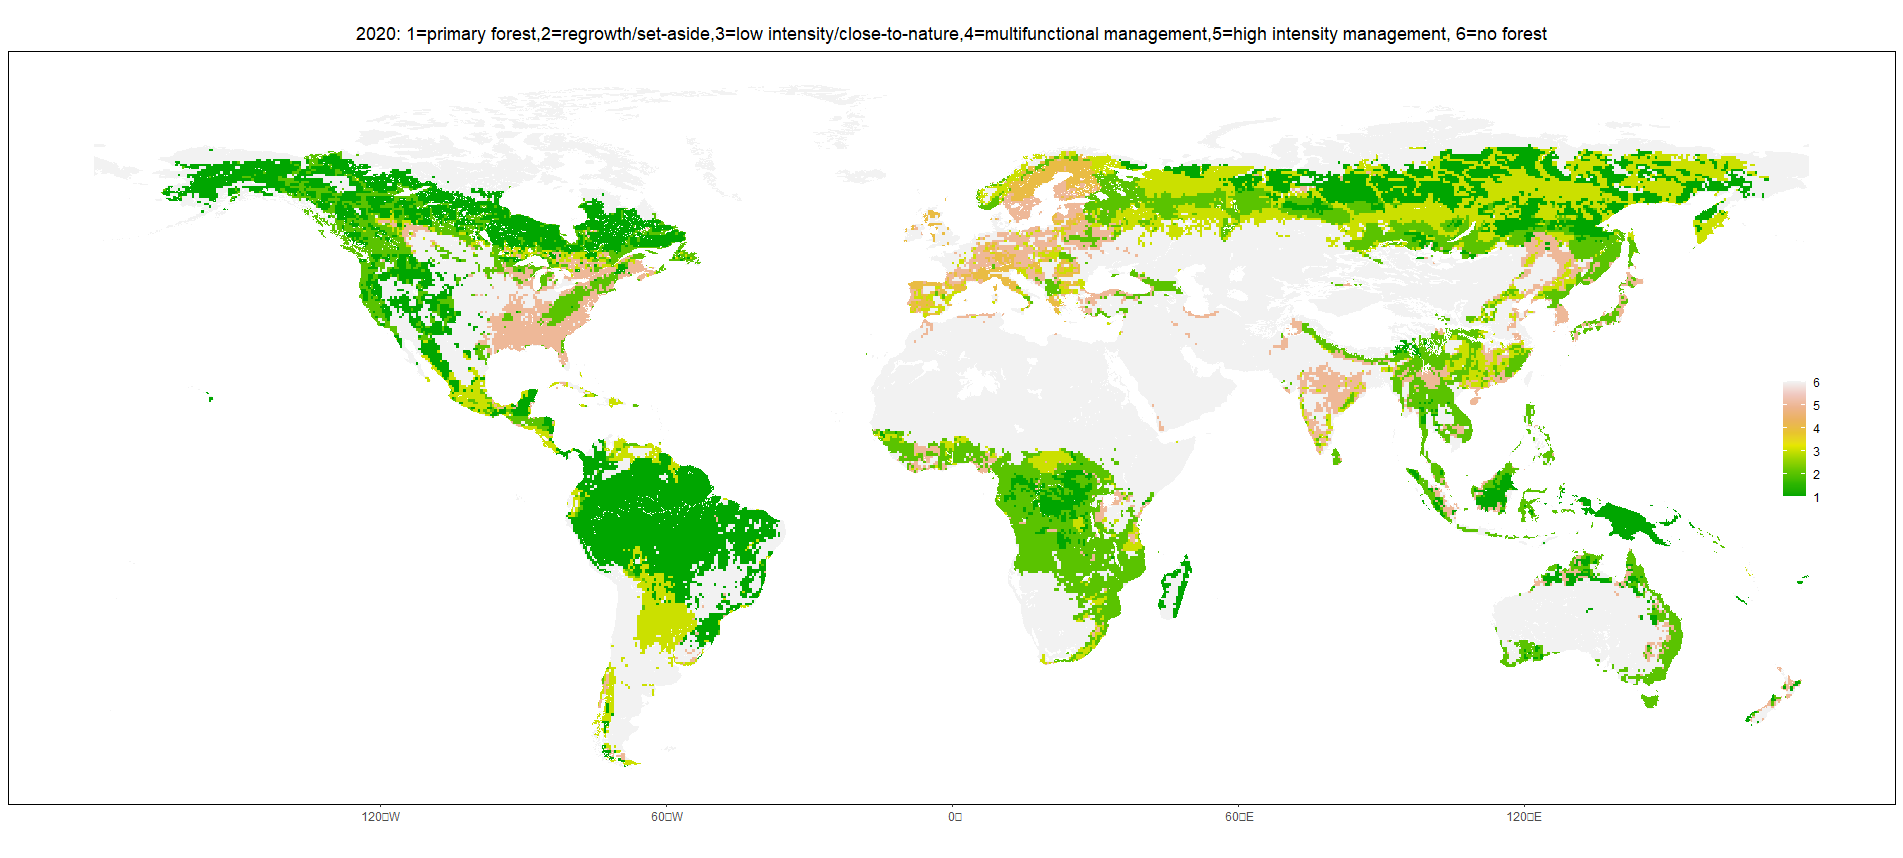 2020: 1=primary forest,2=regrowth/set-aside,3=low intensity/close-to-nature,4=multifunctional management,5=high intensity management, 6=no forest
6
5
4
3
2
1
120□W
60□W
0□
60□E
120□E